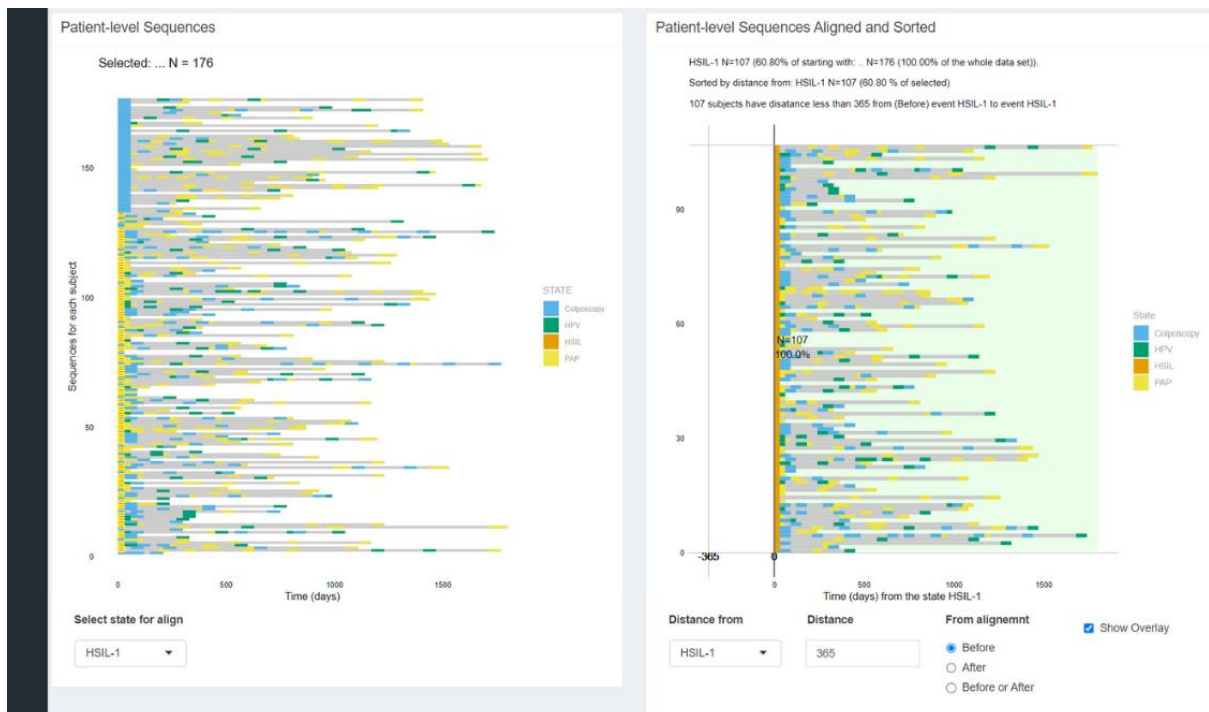 Patient-level Sequences
Selected: ... N = 176
150
100
50
0
Sequences for each subject
0 500 1000 1500
Time (days)
STATE
Colposcopy
HPV
HSIL
PAP
Select state for align
HSIL-1
Patient-level Sequences Aligned and Sorted
HSIL-1 N=107 (60.80% of starting with: .. N=176 (100.00% of the whole data set)).
Sorted by distance from: HSIL-1 N=107 (60.80 % of selected)
107 subjects have disatance less than 365 from (Before) event HSIL-1 to event HSIL-1
90
60
30
0
N=107
100.0%
-365 0
0 500 1000 1500
Time (days) from the state HSIL-1
State
Colposcopy
HPV
HSIL
PAP
Distance from
HSIL-1
Distance
365
From alignemnt
Before
After
Before or After
Show Overlay